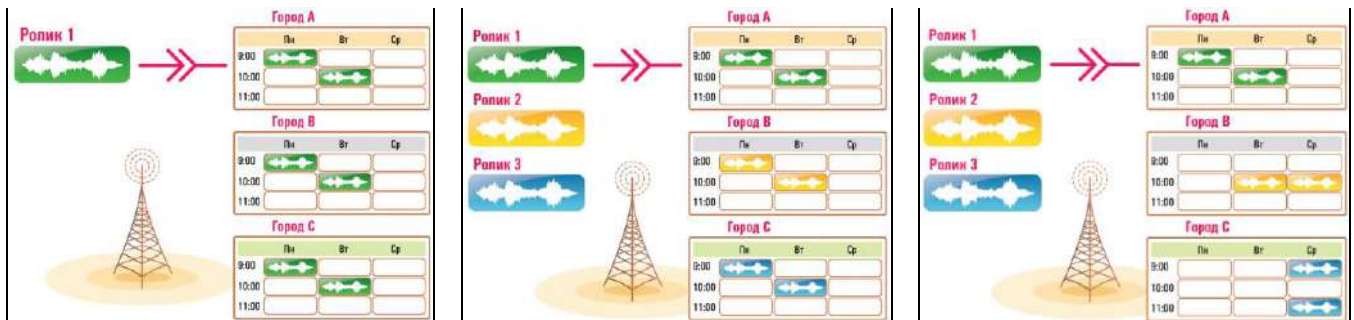 Город A
Ролик 1
Пн Вт Ср
9:00
10:00
11:00
Город B
Пн Вт Ср
9:00
10:00
11:00
Город C
Пн Вт Ср
9:00
10:00
11:00
Город A
Ролик 1
Пн Вт Ср
9:00
10:00
11:00
Ролик 2
Город B
Пн Вт Ср
9:00
10:00
11:00
Ролик 3
Город C
Пн Вт Ср
9:00
10:00
11:00
Город A
Ролик 1
Пн Вт Ср
9:00
10:00
11:00
Ролик 2
Город B
Пн Вт Ср
9:00
10:00
11:00
Ролик 3
Город C
Пн Вт Ср
9:00
10:00
11:00